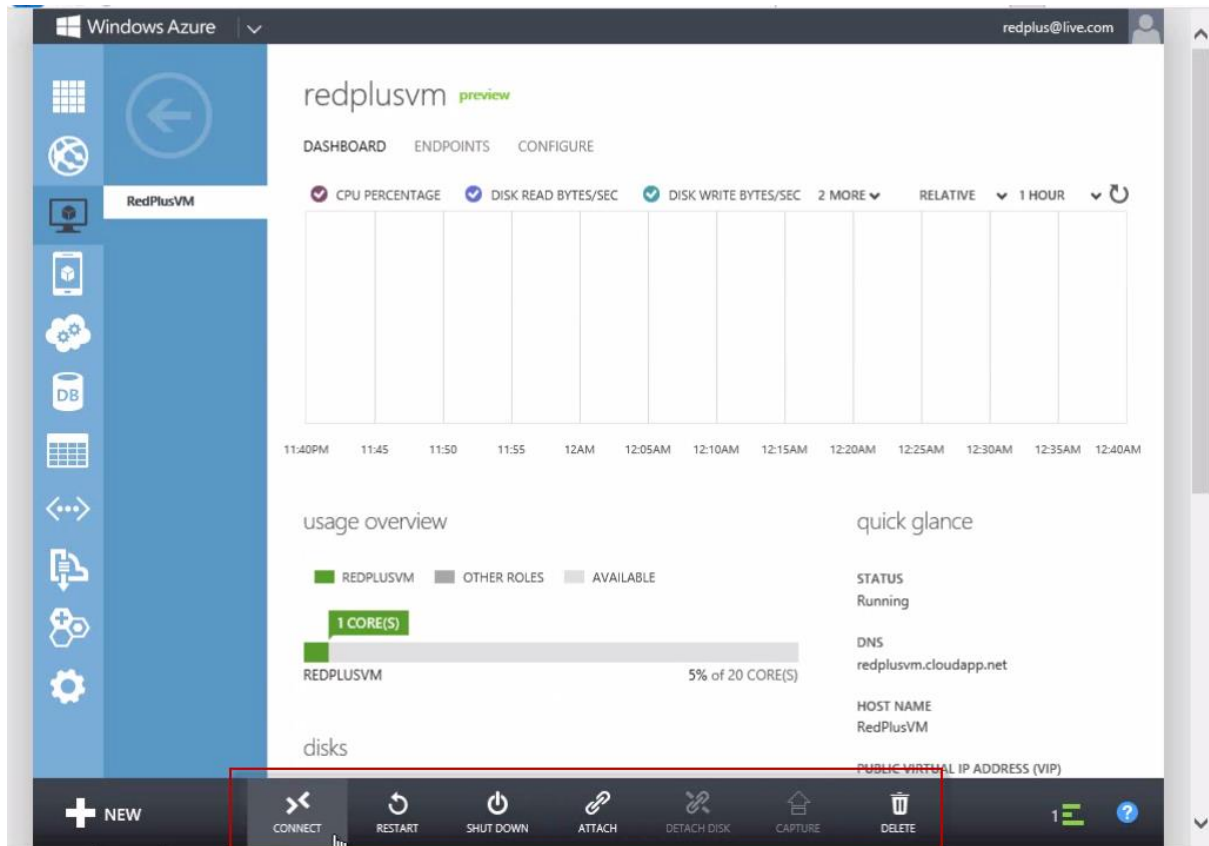 Windows Azure
redplus@live.com
RedPlusVM
redplusvm preview
DASHBOARD ENDPOINTS CONFIGURE
CPU PERCENTAGE DISK READ BYTES/SEC DISK WRITE BYTES/SEC 2 MORE RELATIVE 1 HOUR
11:40PM 11:45 11:50 11:55 12AM 12:05AM 12:10AM 12:15AM 12:20AM 12:25AM 12:30AM 12:35AM 12:40AM
usage overview
REDPLUSVM OTHER ROLES AVAILABLE
1 CORE(S)
REDPLUSVM 5% of 20 CORE(S)
disks
quick glance
STATUS
Running
DNS
redplusvm.cloudapp.net
HOST NAME
RedPlusVM
PUBLIC VIRTUAL IP ADDRESS (VIP)
DB
NEW CONNECT RESTART SHUT DOWN ATTACH DETACH DISK CAPTURE DELETE 1 ?